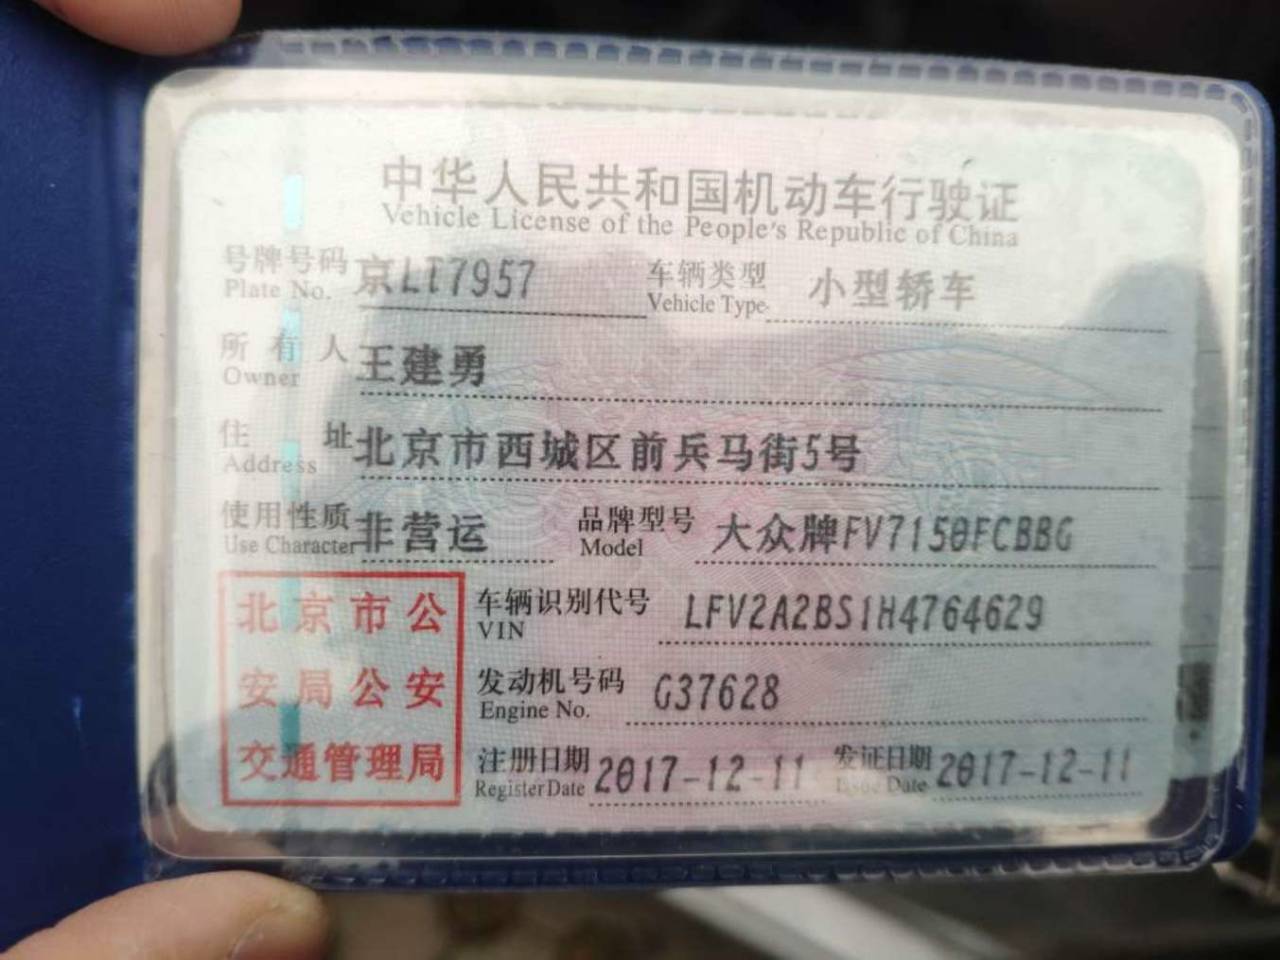 中华人民共和国机动车行驶证
Vehicle License of the People's Republic of China
号牌号码 京LT7957 车辆类型 小型轿车
Plate No. Vehicle Type
所有人 王建勇
Owner
住址 北京市西城区前兵马街5号
Address
使用性质 非营运 品牌型号 大众牌FV7150FCBBG
Use Character Model
北京市公
安局公安
交通管理局
车辆识别代号 LFV2A2BS1H4764629
VIN
发动机号码 G37628
Engine No.
注册日期 2017-12-11 发证日期 2017-12-11
Register Date Issue Date